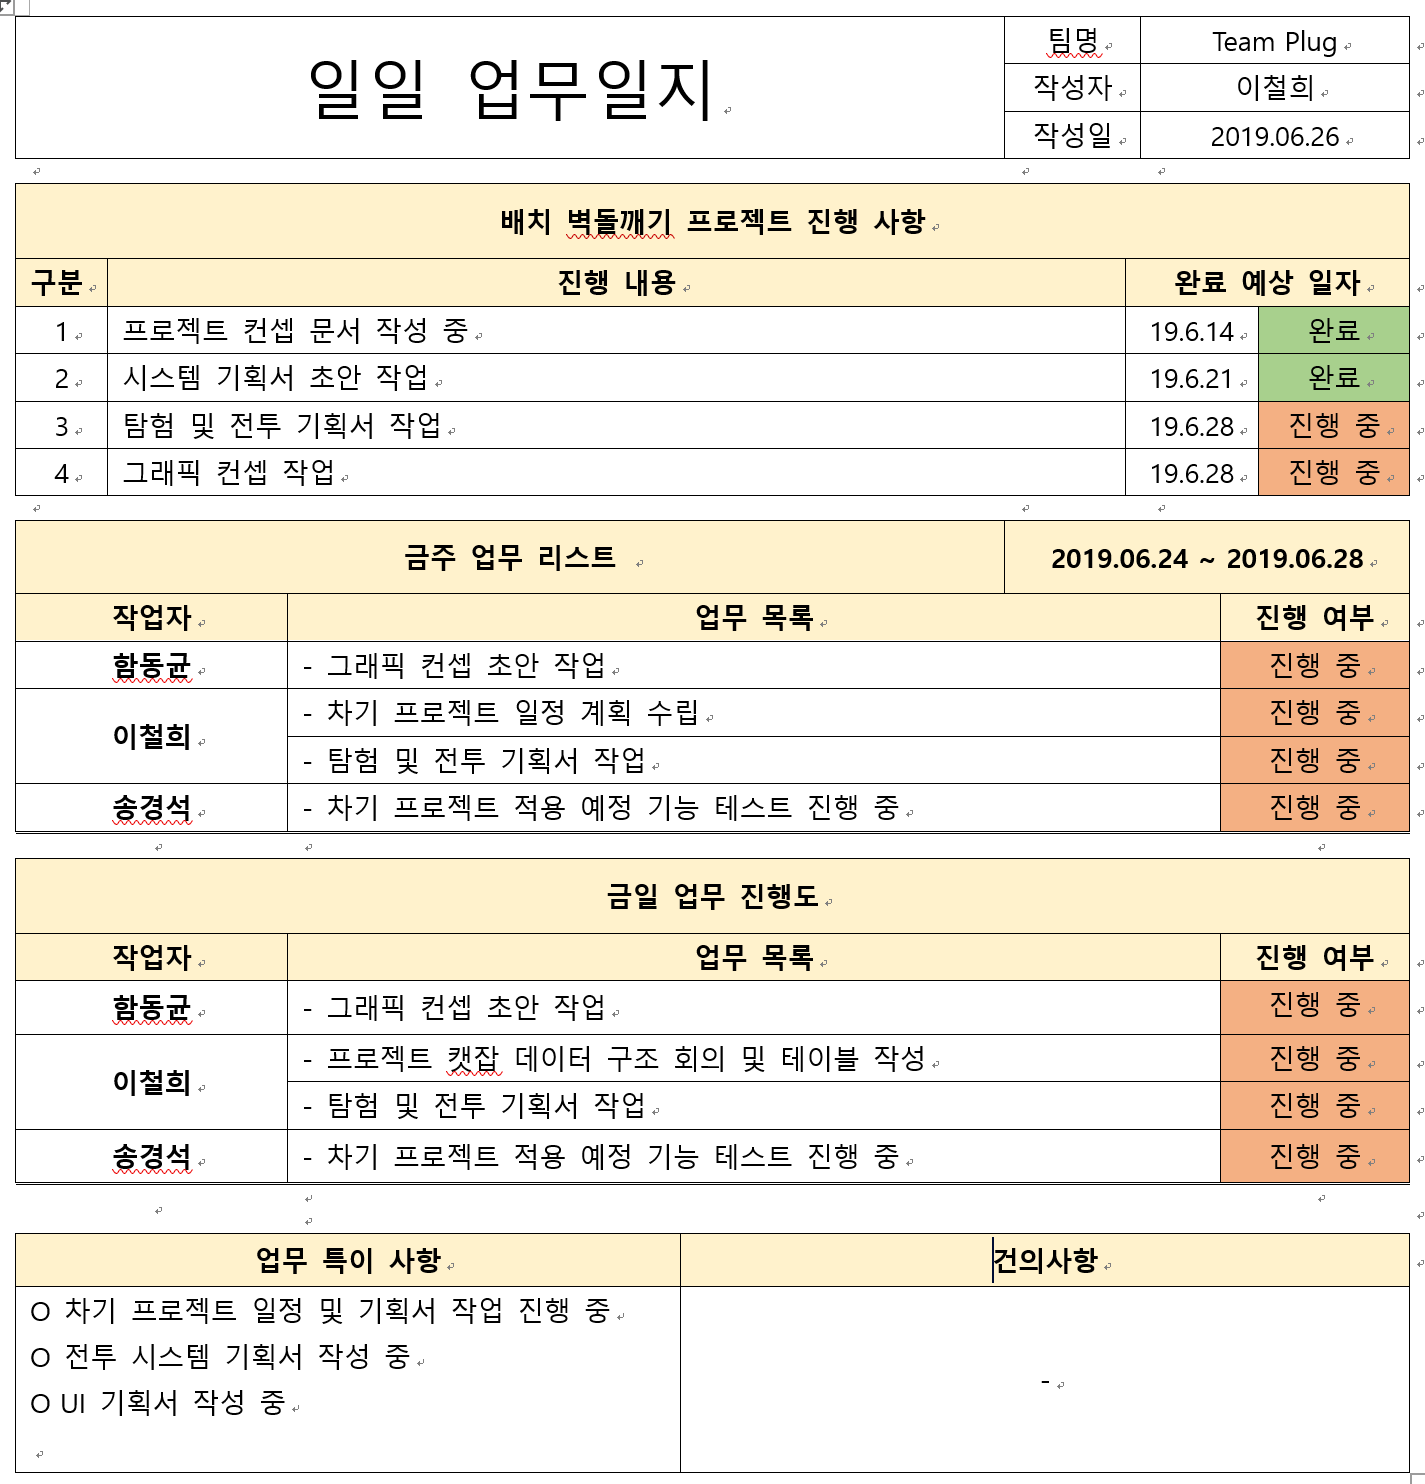 일일 업무일지
팀명 Team Plug
작성자 이철희
작성일 2019.06.26
배치 벽돌깨기 프로젝트 진행 사항
구분 진행 내용 완료 예상 일자
1 프로젝트 컨셉 문서 작성 중 19.6.14 완료
2 시스템 기획서 초안 작업 19.6.21 완료
3 탐험 및 전투 기획서 작업 19.6.28 진행 중
4 그래픽 컨셉 작업 19.6.28 진행 중
금주 업무 리스트 2019.06.24 ~ 2019.06.28
작업자 업무 목록 진행 여부
함동균 - 그래픽 컨셉 초안 작업 진행 중
이철희 - 차기 프로젝트 일정 계획 수립 진행 중
- 탐험 및 전투 기획서 작업 진행 중
송경석 - 차기 프로젝트 적용 예정 기능 테스트 진행 중 진행 중
금일 업무 진행도
작업자 업무 목록 진행 여부
함동균 - 그래픽 컨셉 초안 작업 진행 중
이철희 - 프로젝트 캣잡 데이터 구조 회의 및 테이블 작성 진행 중
- 탐험 및 전투 기획서 작업 진행 중
송경석 - 차기 프로젝트 적용 예정 기능 테스트 진행 중 진행 중
업무 특이 사항 건의사항
O 차기 프로젝트 일정 및 기획서 작업 진행 중
O 전투 시스템 기획서 작성 중
O UI 기획서 작성 중
-